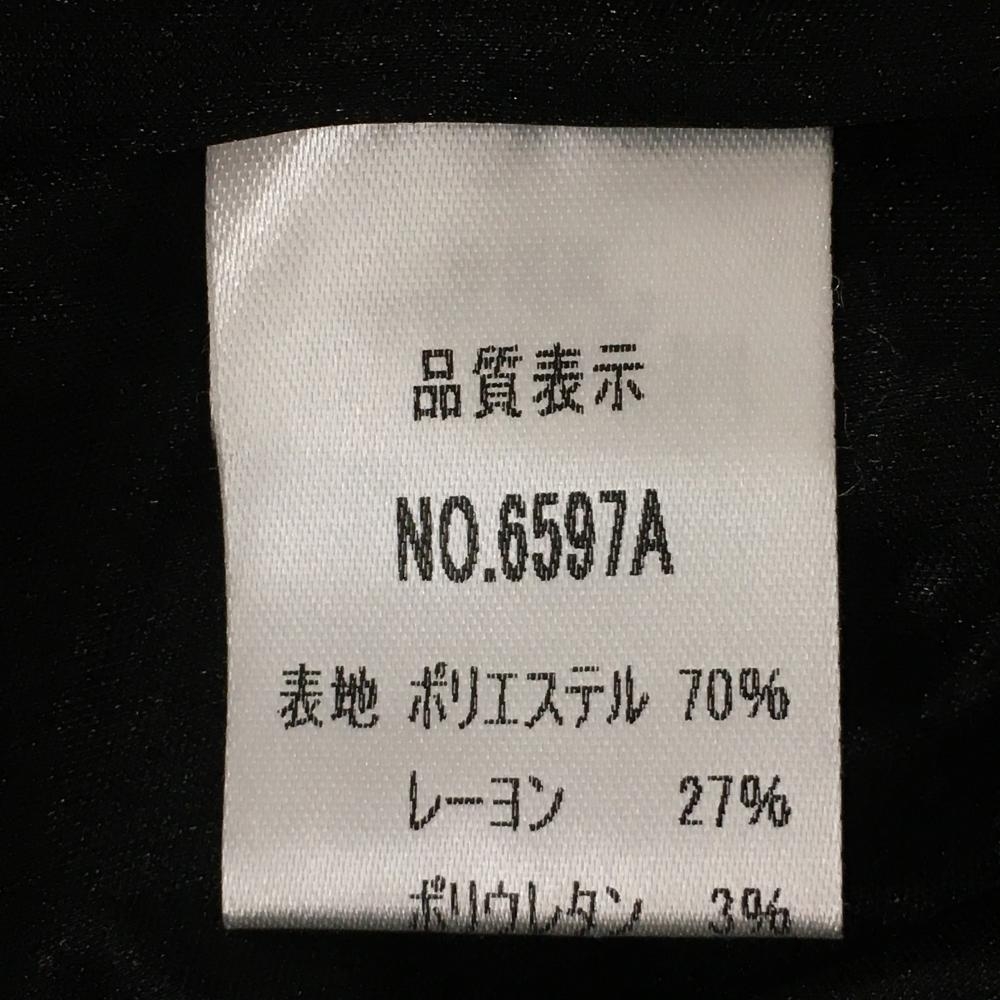 品質表示
NO.6597A
表地 ポリエステル 70%
レーヨン 27%
ポリウレタン 3%